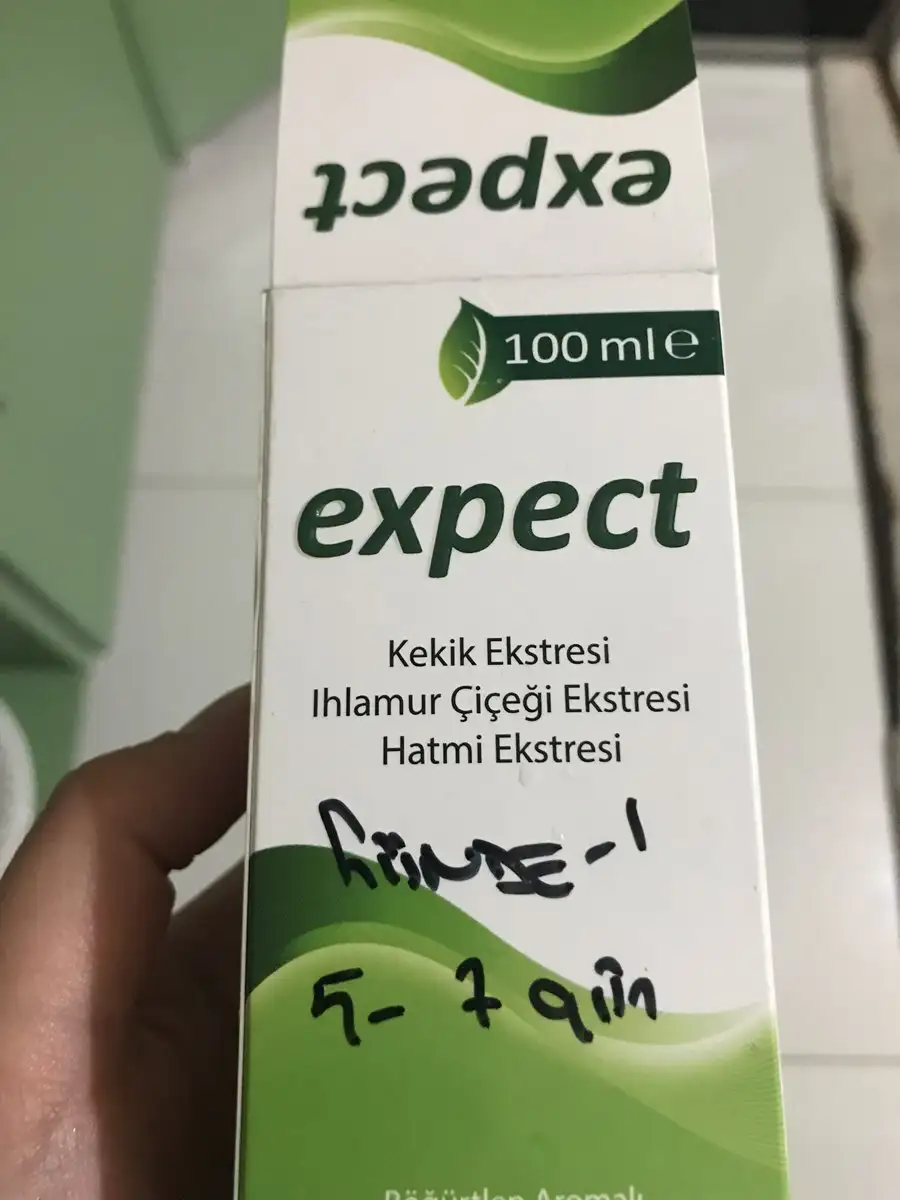 expect
100 ml e
expect
Kekik Ekstresi
Ihlamur Çiçeği Ekstresi
Hatmi Ekstresi
GÜNDE-1
5-7 gün
Böğürtlen Aromalı